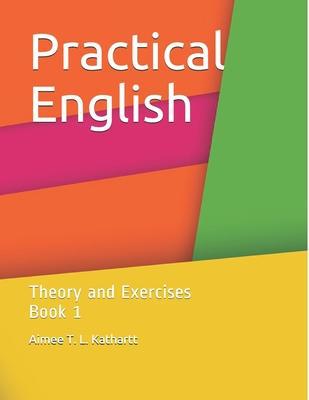 Practical
English
Theory and Exercises
Book 1
Aimee T. L. Kathartt